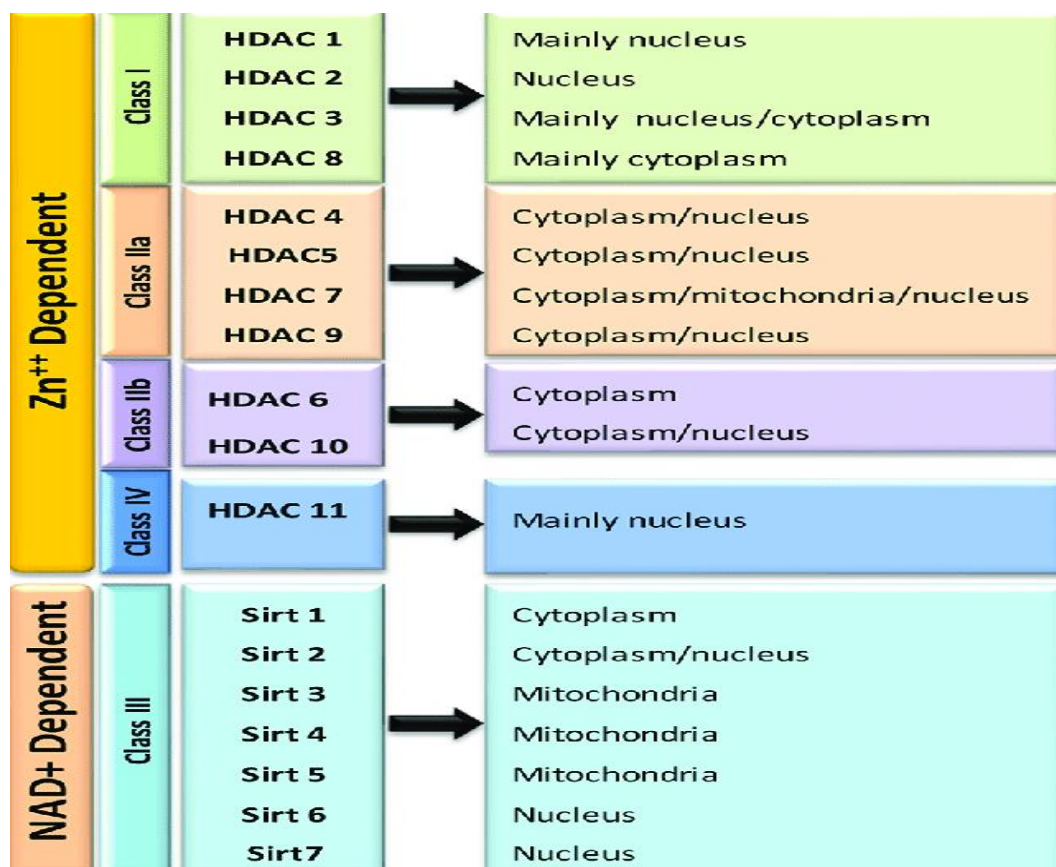 Zn++ Dependent
Class I
HDAC 1 Mainly nucleus
HDAC 2 Nucleus
HDAC 3 Mainly nucleus/cytoplasm
HDAC 8 Mainly cytoplasm
Class IIa
HDAC 4 Cytoplasm/nucleus
HDAC5 Cytoplasm/nucleus
HDAC 7 Cytoplasm/mitochondria/nucleus
HDAC 9 Cytoplasm/nucleus
Class IIb
HDAC 6 Cytoplasm
HDAC 10 Cytoplasm/nucleus
Class IV
HDAC 11 Mainly nucleus
NAD+ Dependent
Class III
Sirt 1 Cytoplasm
Sirt 2 Cytoplasm/nucleus
Sirt 3 Mitochondria
Sirt 4 Mitochondria
Sirt 5 Mitochondria
Sirt 6 Nucleus
Sirt7 Nucleus